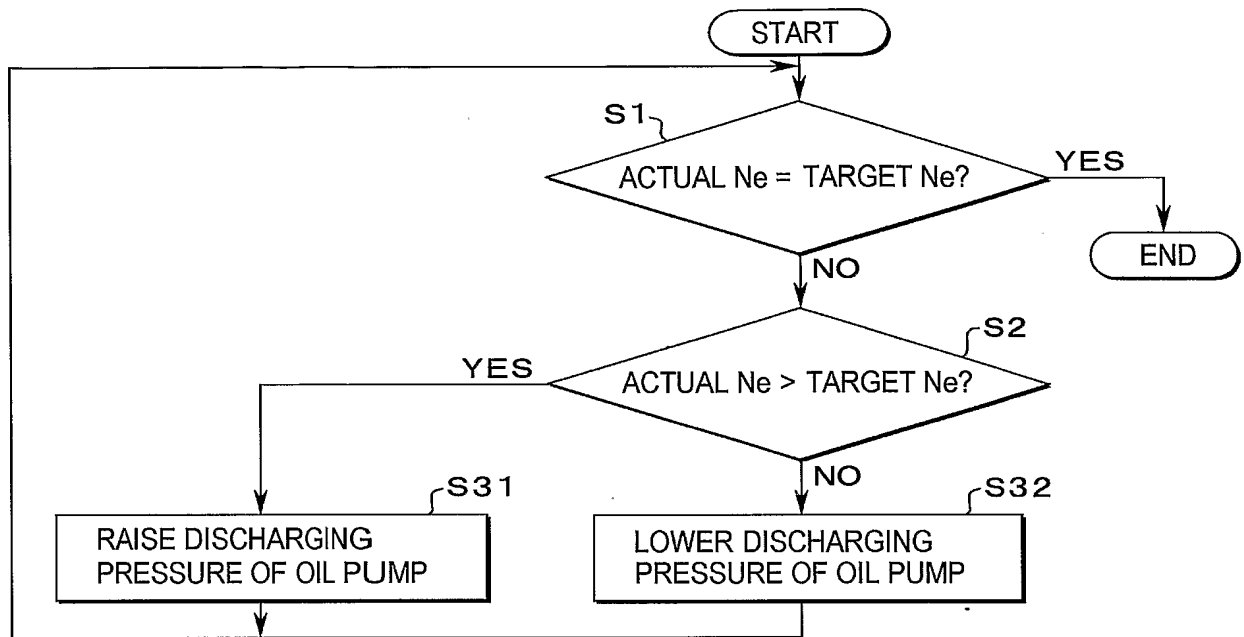 START
S1
ACTUAL Ne = TARGET Ne?
YES
END
NO
S2
YES
ACTUAL Ne > TARGET Ne?
NO
S31
S32
RAISE DISCHARGING
PRESSURE OF OIL PUMP
LOWER DISCHARGING
PRESSURE OF OIL PUMP